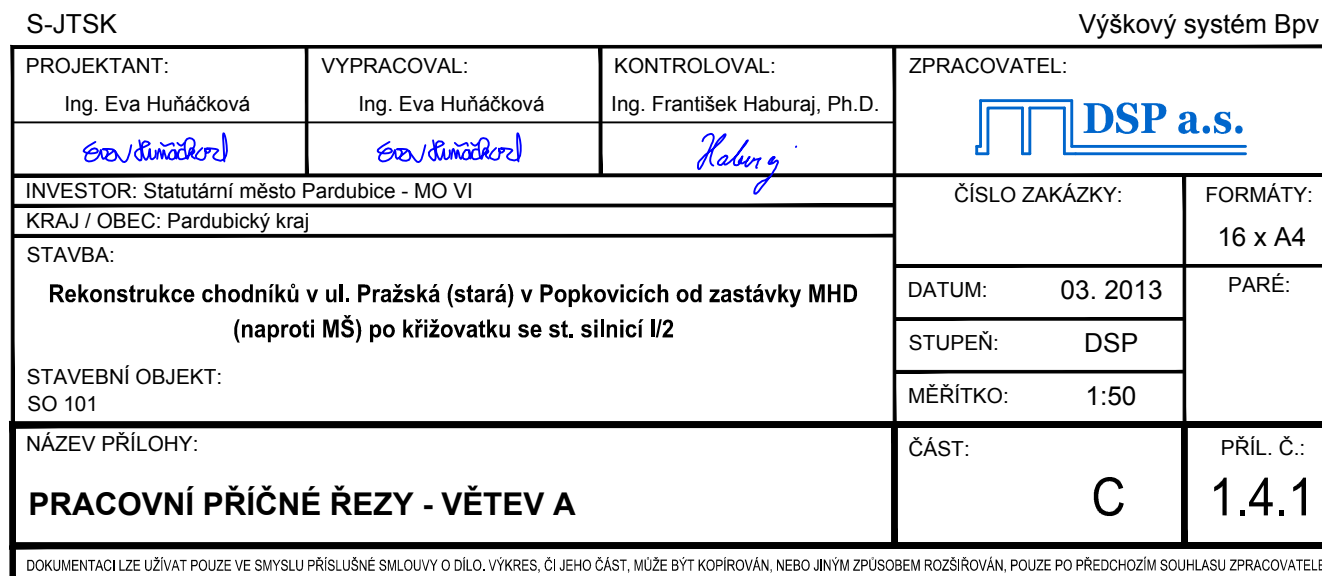 S-JTSK
Výškový systém Bpv
PROJEKTANT:
Ing. Eva Huňáčková
VYPRACOVAL:
Ing. Eva Huňáčková
KONTROLOVAL:
Ing. František Haburaj, Ph.D.
ZPRACOVATEL:
DSP a.s.
Eva Huňáčková
Eva Huňáčková
Haburaj
INVESTOR: Statutární město Pardubice - MO VI
KRAJ / OBEC: Pardubický kraj
STAVBA:
Rekonstrukce chodníků v ul. Pražská (stará) v Popkovicích od zastávky MHD
(naproti MŠ) po křižovatku se st. silnicí I/2
STAVEBNÍ OBJEKT:
SO 101
ČÍSLO ZAKÁZKY:
FORMÁTY:
16 x A4
DATUM: 03. 2013
PARÉ:
STUPEŇ: DSP
MĚŘÍTKO: 1:50
NÁZEV PŘÍLOHY:
PRACOVNÍ PŘÍČNÉ ŘEZY - VĚTEV A
ČÁST:
C
PŘÍL. Č.:
1.4.1
DOKUMENTACI LZE UŽÍVAT POUZE VE SMYSLU PŘÍSLUŠNÉ SMLOUVY O DÍLO. VÝKRES, ČI JEHO ČÁST, MŮŽE BÝT KOPÍROVÁN, NEBO JINÝM ZPŮSOBEM ROZŠIŘOVÁN, POUZE PO PŘEDCHOZÍM SOUHLASU ZPRACOVATELE